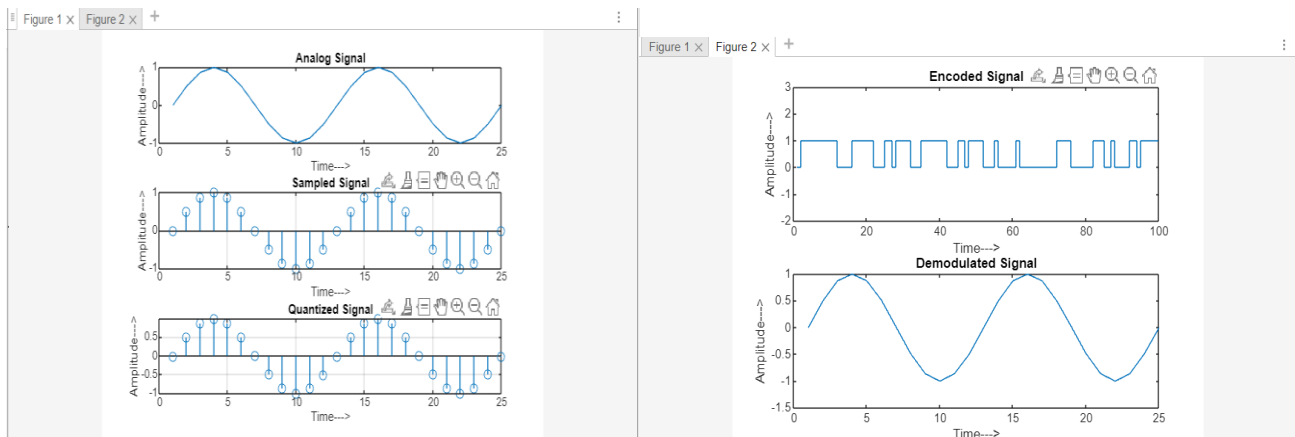 Figure 1 × Figure 2 × +
Analog Signal
Amplitude--->
1
0
-1
0 5 10 15 20 25
Time--->
Sampled Signal
Amplitude--->
1
0
-1
0 5 10 15 20 25
Time--->
Quantized Signal
Amplitude--->
0.5
0
-0.5
-1
0 5 10 15 20 25
Time--->
Figure 1 × Figure 2 × +
Encoded Signal
Amplitude--->
3
2
1
0
-1
-2
0 20 40 60 80 100
Time--->
Demodulated Signal
Amplitude--->
1
0.5
0
-0.5
-1
-1.5
0 5 10 15 20 25
Time--->